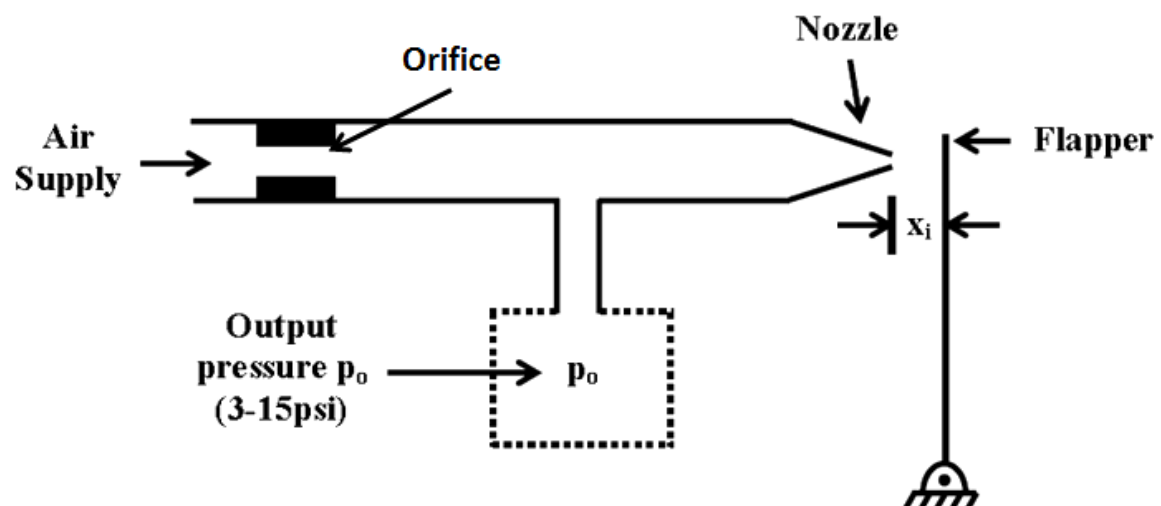 Nozzle
Orifice
Air
Supply
Flapper
xᵢ
Output
pressure pₒ
(3-15psi)
pₒ